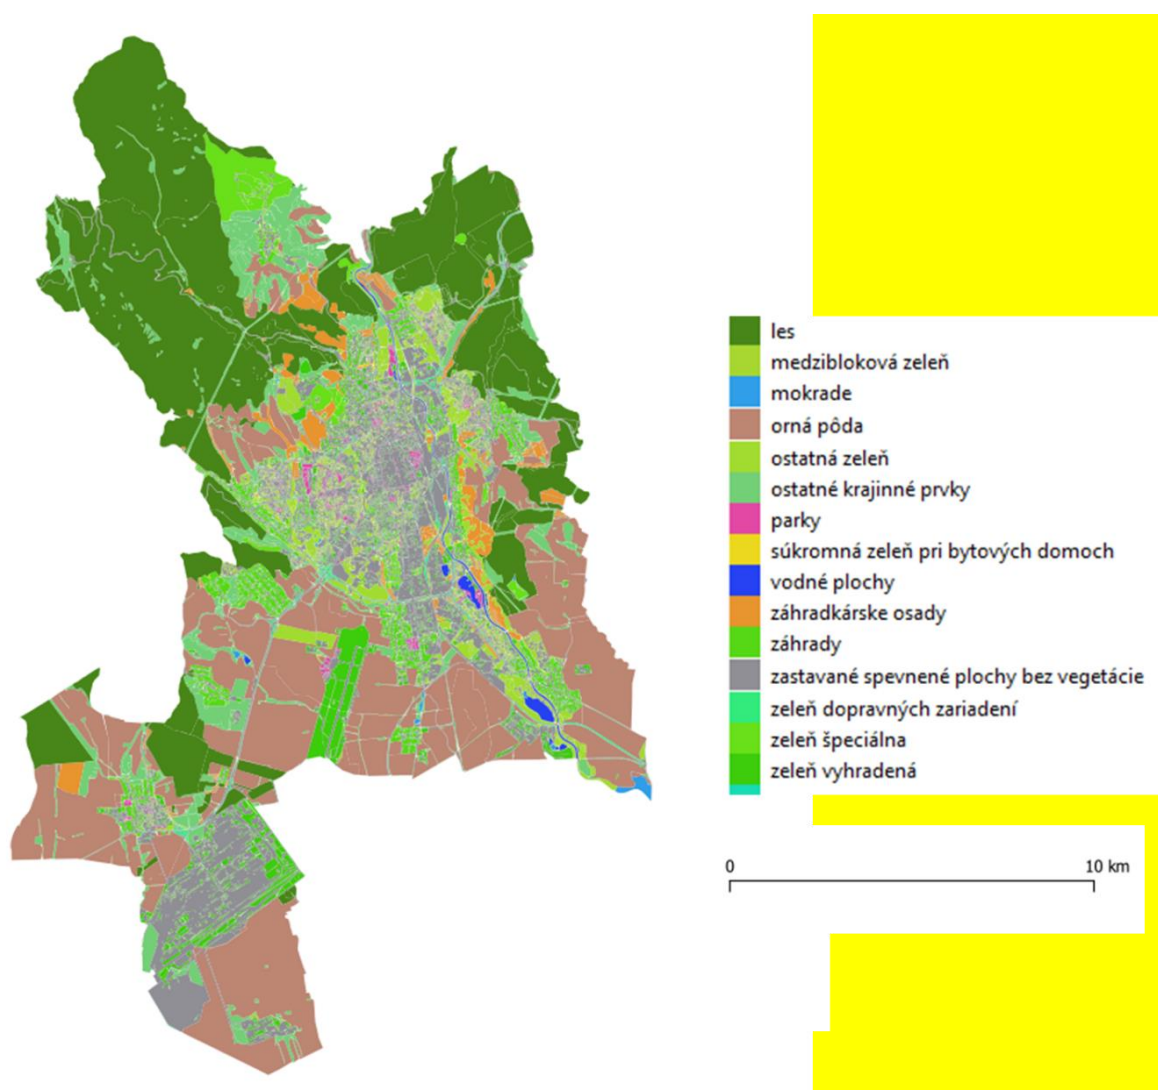 les
medzibloková zeleň
mokrade
orná pôda
ostatná zeleň
ostatné krajinné prvky
parky
súkromná zeleň pri bytových domoch
vodné plochy
záhradkárske osady
záhrady
zastavané spevnené plochy bez vegetácie
zeleň dopravných zariadení
zeleň špeciálna
zeleň vyhradená
0 10 km